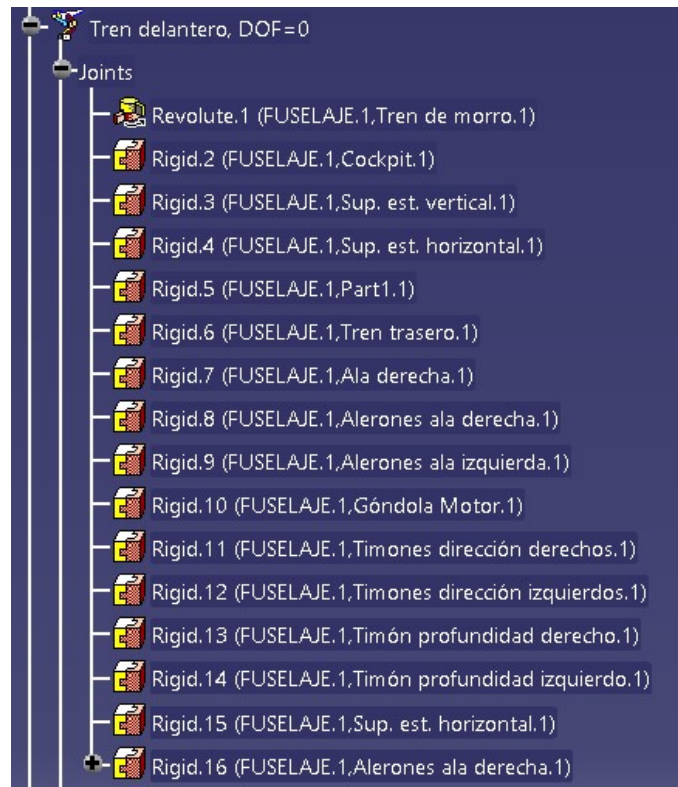 Tren delantero, DOF=0
Joints
Revolute.1 (FUSELAJE.1,Tren de morro.1)
Rigid.2 (FUSELAJE.1,Cockpit.1)
Rigid.3 (FUSELAJE.1,Sup. est. vertical.1)
Rigid.4 (FUSELAJE.1,Sup. est. horizontal.1)
Rigid.5 (FUSELAJE.1,Part1.1)
Rigid.6 (FUSELAJE.1,Tren trasero.1)
Rigid.7 (FUSELAJE.1,Ala derecha.1)
Rigid.8 (FUSELAJE.1,Alerones ala derecha.1)
Rigid.9 (FUSELAJE.1,Alerones ala izquierda.1)
Rigid.10 (FUSELAJE.1,Góndola Motor.1)
Rigid.11 (FUSELAJE.1,Timones dirección derechos.1)
Rigid.12 (FUSELAJE.1,Timones dirección izquierdos.1)
Rigid.13 (FUSELAJE.1,Timón profundidad derecho.1)
Rigid.14 (FUSELAJE.1,Timón profundidad izquierdo.1)
Rigid.15 (FUSELAJE.1,Sup. est. horizontal.1)
Rigid.16 (FUSELAJE.1,Alerones ala derecha.1)